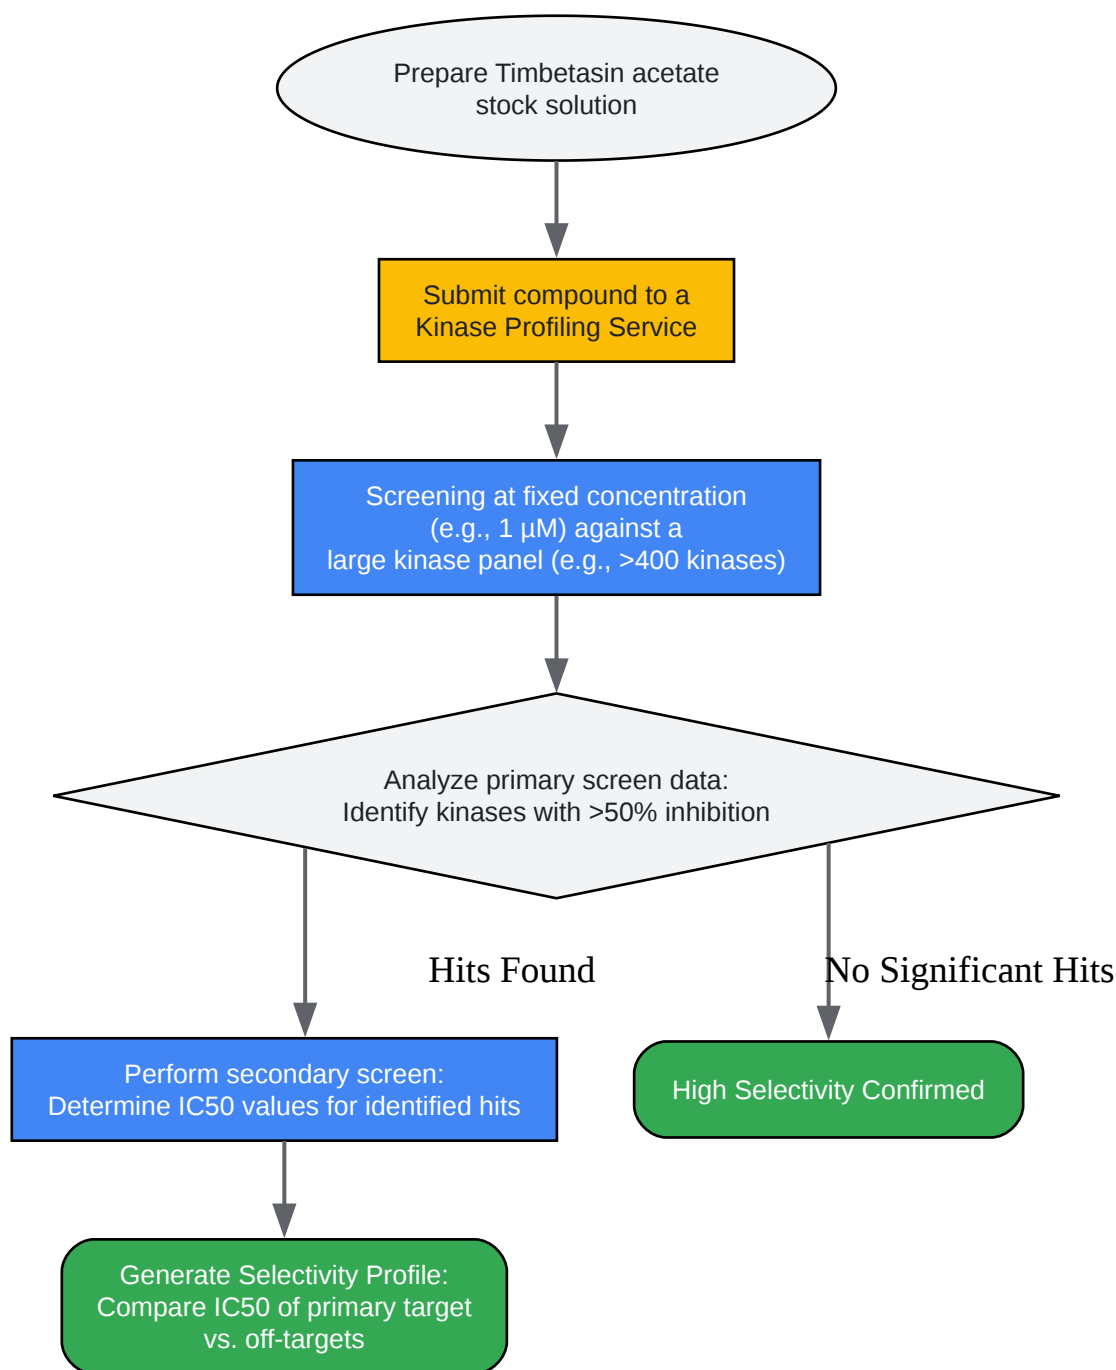 Prepare Timbetasin acetate
stock solution
Submit compound to a
Kinase Profiling Service
Screening at fixed concentration
(e.g., 1 µM) against a
large kinase panel (e.g., >400 kinases)
Analyze primary screen data:
Identify kinases with >50% inhibition
Hits Found
No Significant Hits
Perform secondary screen:
Determine IC50 values for identified hits
High Selectivity Confirmed
Generate Selectivity Profile:
Compare IC50 of primary target
vs. off-targets